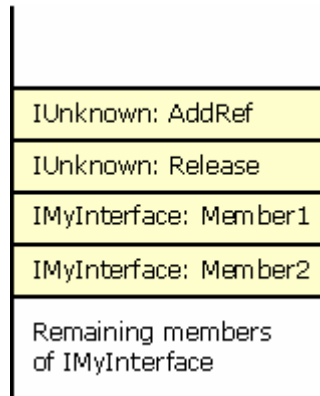 IUnknown: AddRef
IUnknown: Release
IMyInterface: Member1
IMyInterface: Member2
Remaining members
of IMyInterface